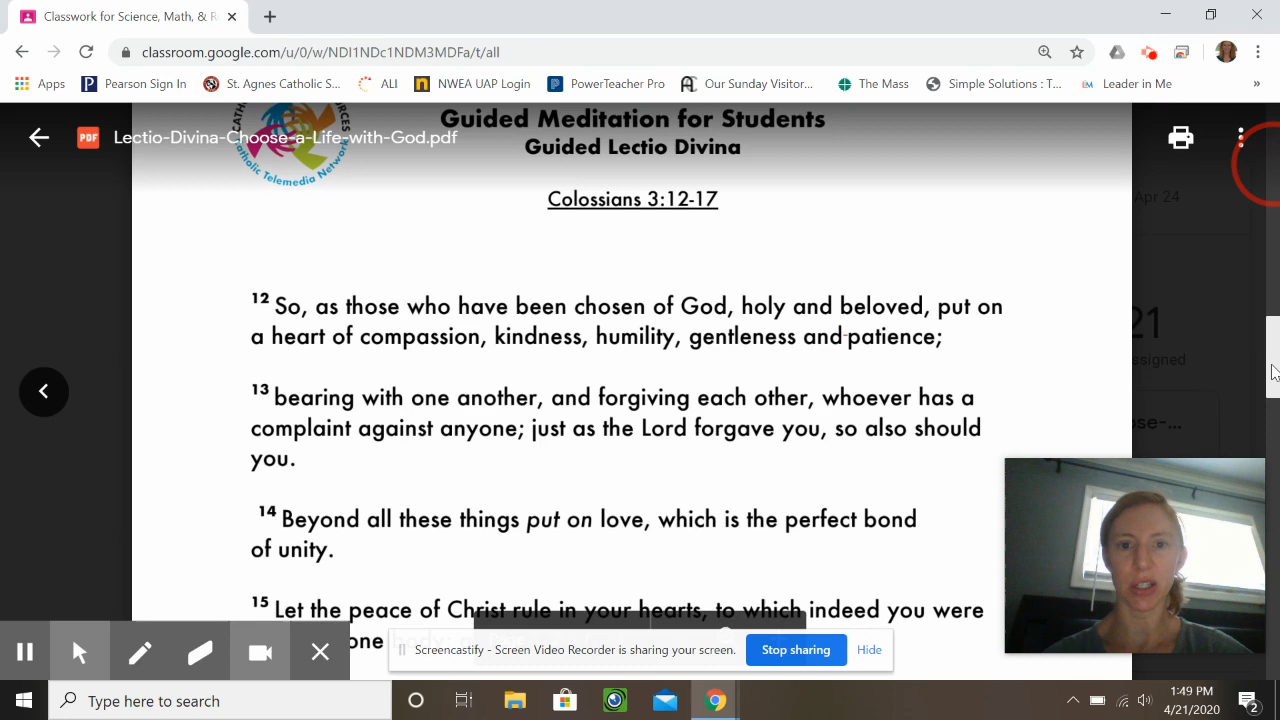 Classwork for Science, Math, & R
classroom.google.com/u/0/w/NDI1NDc1NDM3MDFa/t/all
Apps
Pearson Sign In
St. Agnes Catholic S...
ALI
NWEA UAP Login
PowerTeacher Pro
Our Sunday Visitor...
The Mass
Simple Solutions : T...
Leader in Me
»
PDF
Lectio-Divina-Choose-a-Life-with-God.pdf
Catholic Telemedia Network
Guided Meditation for Students
Guided Lectio Divina
Colossians 3:12-17
Apr 24
21
assigned
ose-...
12 So, as those who have been chosen of God, holy and beloved, put on
a heart of compassion, kindness, humility, gentleness and patience;
13 bearing with one another, and forgiving each other, whoever has a
complaint against anyone; just as the Lord forgave you, so also should
you.
14 Beyond all these things put on love, which is the perfect bond
of unity.
15 Let the peace of Christ rule in your hearts, to which indeed you were
one body;
Screencastify - Screen Video Recorder is sharing your screen.
Stop sharing
Hide
Type here to search
1:49 PM
4/21/2020
2